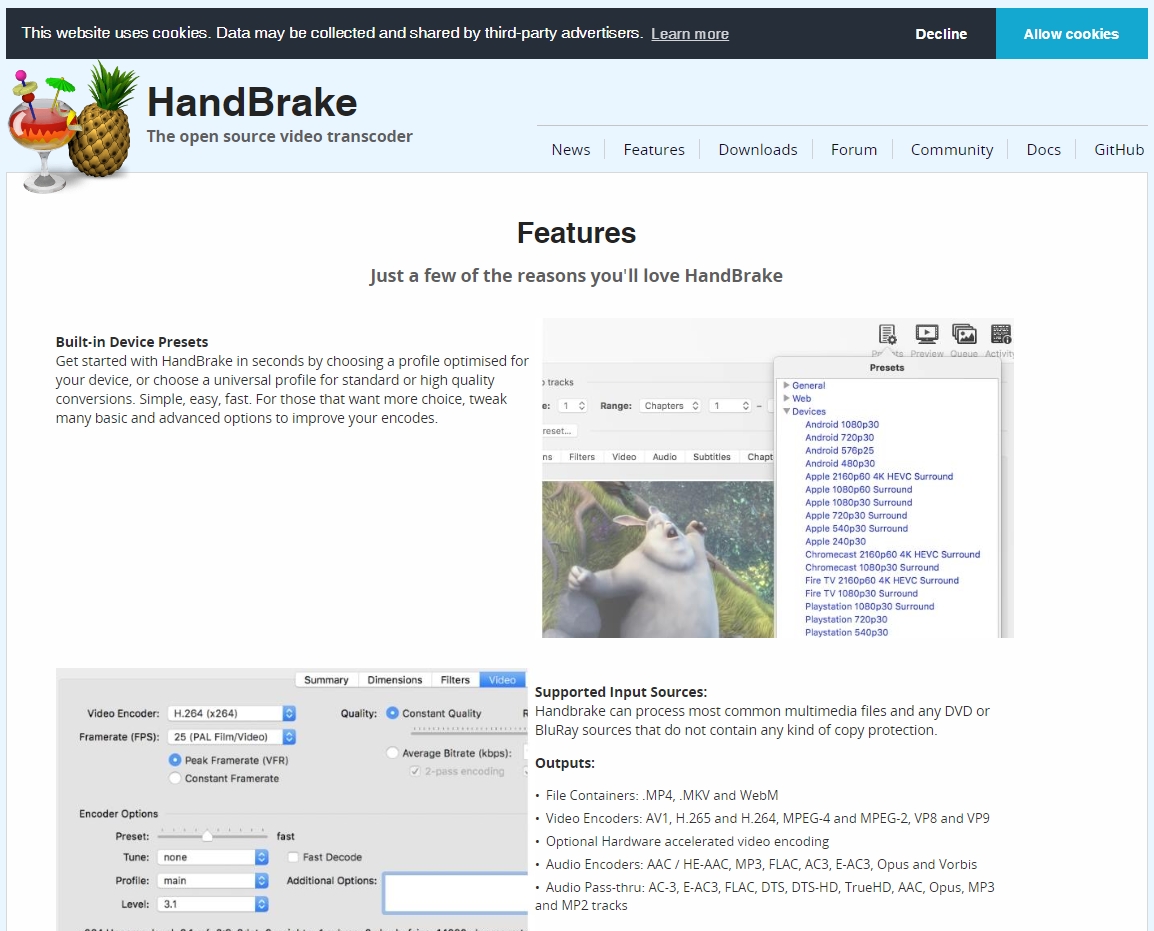 This website uses cookies. Data may be collected and shared by third-party advertisers. Learn more
Decline
Allow cookies
HandBrake
The open source video transcoder
News
Features
Downloads
Forum
Community
Docs
GitHub
Features
Just a few of the reasons you'll love HandBrake
Built-in Device Presets
Get started with HandBrake in seconds by choosing a profile optimised for
your device, or choose a universal profile for standard or high quality
conversions. Simple, easy, fast. For those that want more choice, tweak
many basic and advanced options to improve your encodes.
Preview
Queue
tracks
1
Range:
Chapters
1
–
Filters
Video
Audio
Subtitles
Presets
General
Web
Devices
Android 1080p30
Android 720p30
Android 576p25
Android 480p30
Apple 2160p60 4K HEVC Surround
Apple 1080p60 Surround
Apple 1080p30 Surround
Apple 720p30 Surround
Apple 540p30 Surround
Apple 240p30
Chromecast 2160p60 4K HEVC Surround
Chromecast 1080p30 Surround
Fire TV 2160p60 4K HEVC Surround
Fire TV 1080p30 Surround
Playstation 1080p30 Surround
Playstation 720p30
Playstation 540p30
Summary
Dimensions
Filters
Video
Video Encoder: H.264 (x264)
Quality: Constant Quality
Framerate (FPS): 25 (PAL Film/Video)
Average Bitrate (kbps):
Peak Framerate (VFR)
2-pass encoding
Constant Framerate
Encoder Options
Preset: fast
Tune: none
Fast Decode
Profile: main
Additional Options:
Level: 3.1
Supported Input Sources:
Handbrake can process most common multimedia files and any DVD or
BluRay sources that do not contain any kind of copy protection.
Outputs:
• File Containers: .MP4, .MKV and WebM
• Video Encoders: AV1, H.265 and H.264, MPEG-4 and MPEG-2, VP8 and VP9
• Optional Hardware accelerated video encoding
• Audio Encoders: AAC / HE-AAC, MP3, FLAC, AC3, E-AC3, Opus and Vorbis
• Audio Pass-thru: AC-3, E-AC3, FLAC, DTS, DTS-HD, TrueHD, AAC, Opus, MP3
and MP2 tracks